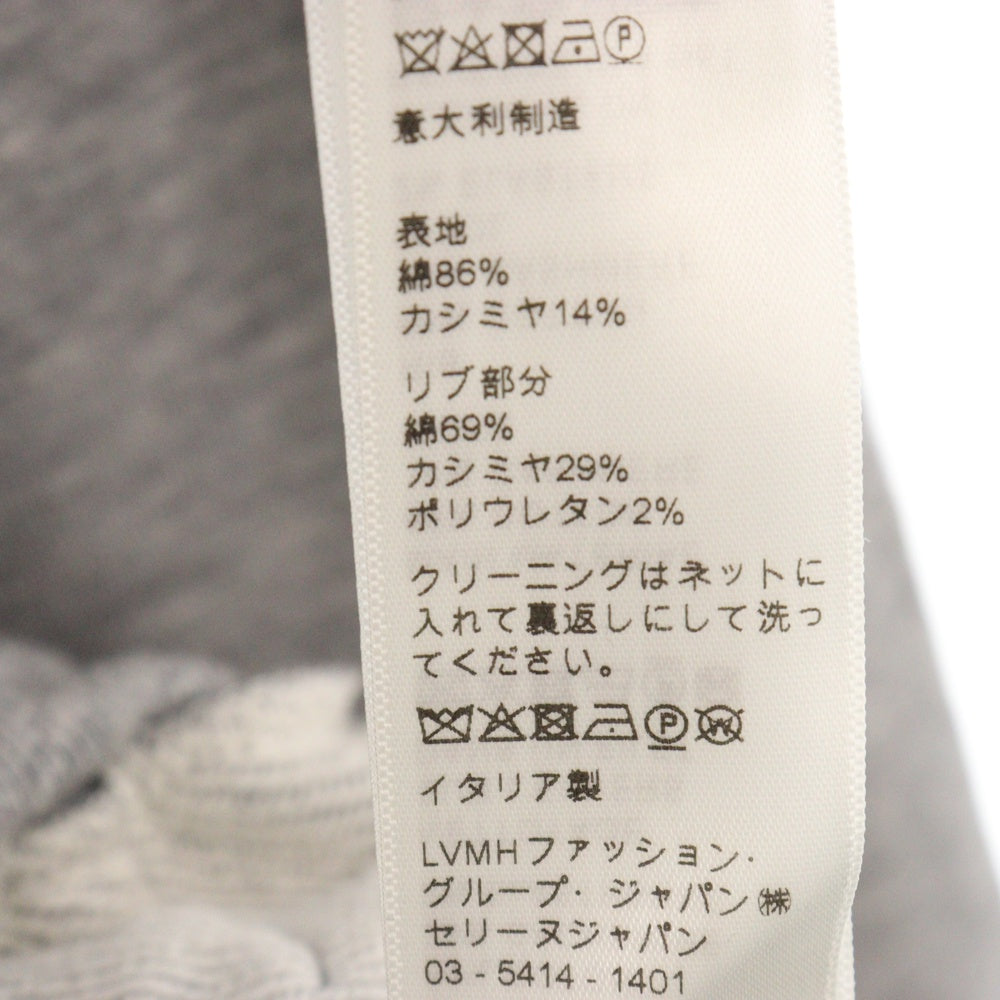 P
意大利制造
表地
綿86%
カシミヤ14%
リブ部分
綿69%
カシミヤ29%
ポリウレタン2%
クリーニングはネットに
入れて裏返しにして洗っ
てください。
P W
イタリア製
LVMHファッション・
グループ・ジャパン㈱
セリーヌジャパン
03 - 5414 - 1401